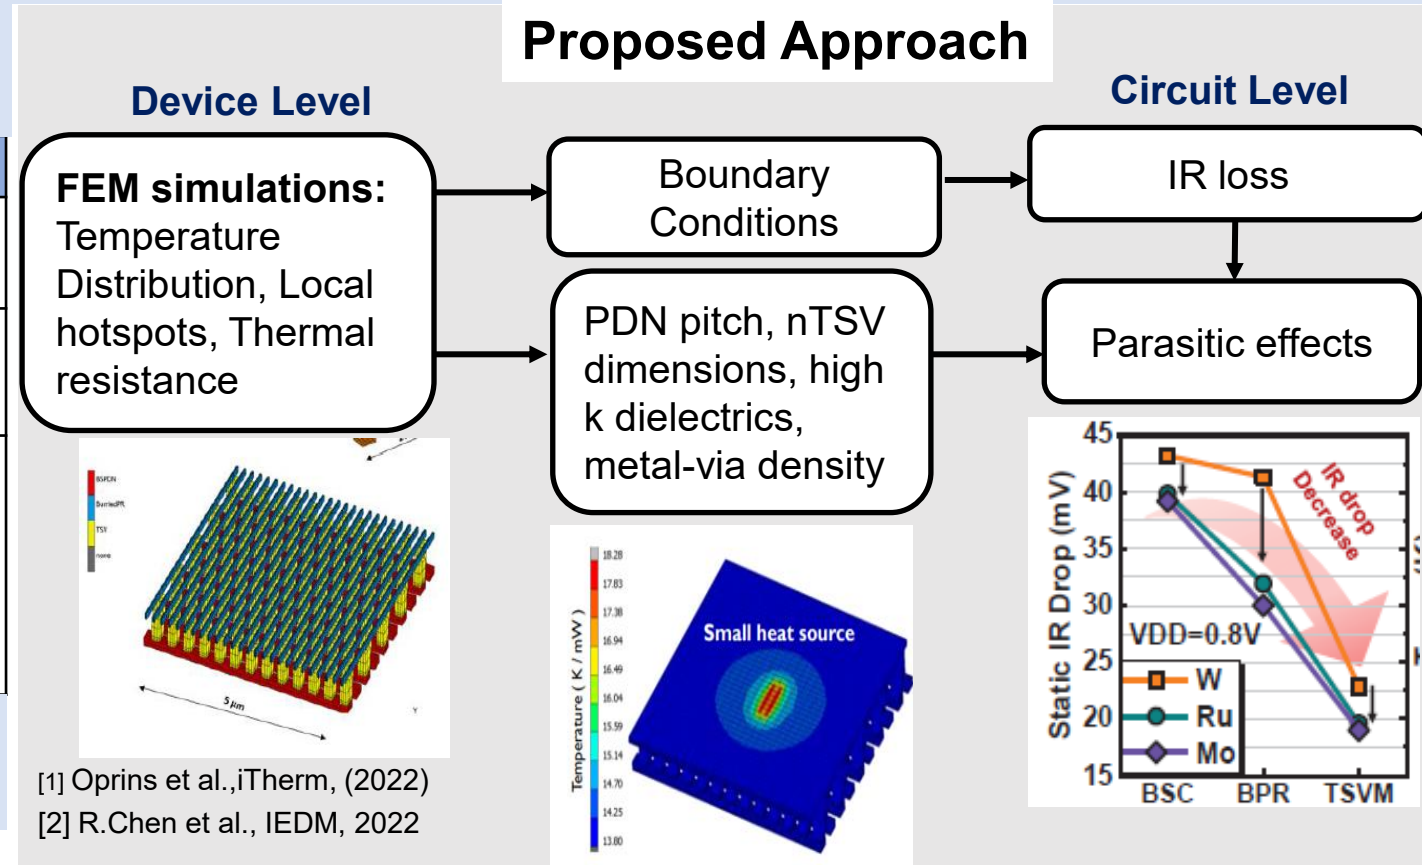 Proposed Approach
Device Level
Circuit Level
FEM simulations:
Temperature
Distribution, Local
hotspots, Thermal
resistance
Boundary
Conditions
IR loss
PDN pitch, nTSV
dimensions, high
k dielectrics,
metal-via density
Parasitic effects
BSPDN
BurriedPR
TSV
none
5 µm
Y
[1] Oprins et al.,iTherm, (2022)
[2] R.Chen et al., IEDM, 2022
Temperature ( K / mW )
18.28
17.83
17.38
16.94
16.49
16.04
15.59
15.14
14.70
14.25
13.80
Small heat source
Static IR Drop (mV)
45
40
35
30
25
20
15
IR drop
Decrease
VDD=0.8V
W
Ru
Mo
BSC BPR TSVM